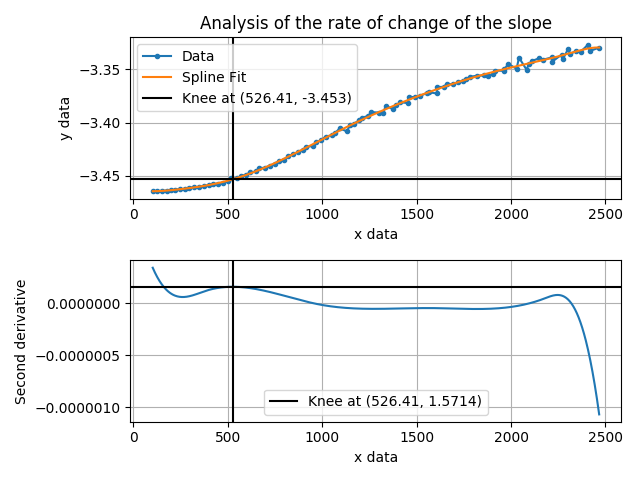 Analysis of the rate of change of the slope
Data
Spline Fit
Knee at (526.41, -3.453)
y data
−3.35
−3.40
−3.45
0 500 1000 1500 2000 2500
x data
Second derivative
0.0000000
−0.0000005
−0.0000010
Knee at (526.41, 1.5714)
0 500 1000 1500 2000 2500
x data